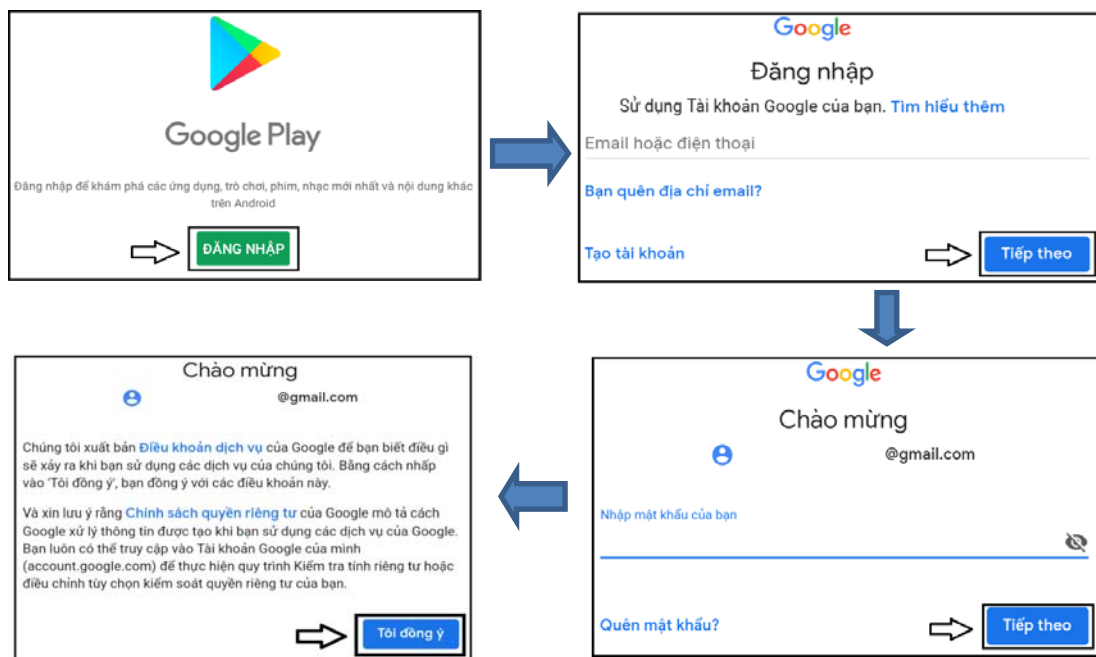 Google Play
Đăng nhập để khám phá các ứng dụng, trò chơi, phim, nhạc mới nhất và nội dung khác
trên Android
ĐĂNG NHẬP
Google
Đăng nhập
Sử dụng Tài khoản Google của bạn. Tìm hiểu thêm
Email hoặc điện thoại
Bạn quên địa chỉ email?
Tạo tài khoản
Tiếp theo
Google
Chào mừng
@gmail.com
Nhập mật khẩu của bạn
Quên mật khẩu?
Tiếp theo
Chào mừng
@gmail.com
Chúng tôi xuất bản Điều khoản dịch vụ của Google để bạn biết điều gì
sẽ xảy ra khi bạn sử dụng các dịch vụ của chúng tôi. Bằng cách nhấp
vào 'Tôi đồng ý', bạn đồng ý với các điều khoản này.
Và xin lưu ý rằng Chính sách quyền riêng tư của Google mô tả cách
Google xử lý thông tin được tạo khi bạn sử dụng các dịch vụ của Google.
Bạn luôn có thể truy cập vào Tài khoản Google của mình
(account.google.com) để thực hiện quy trình Kiểm tra tính riêng tư hoặc
điều chỉnh tùy chọn kiểm soát quyền riêng tư của bạn.
Tôi đồng ý